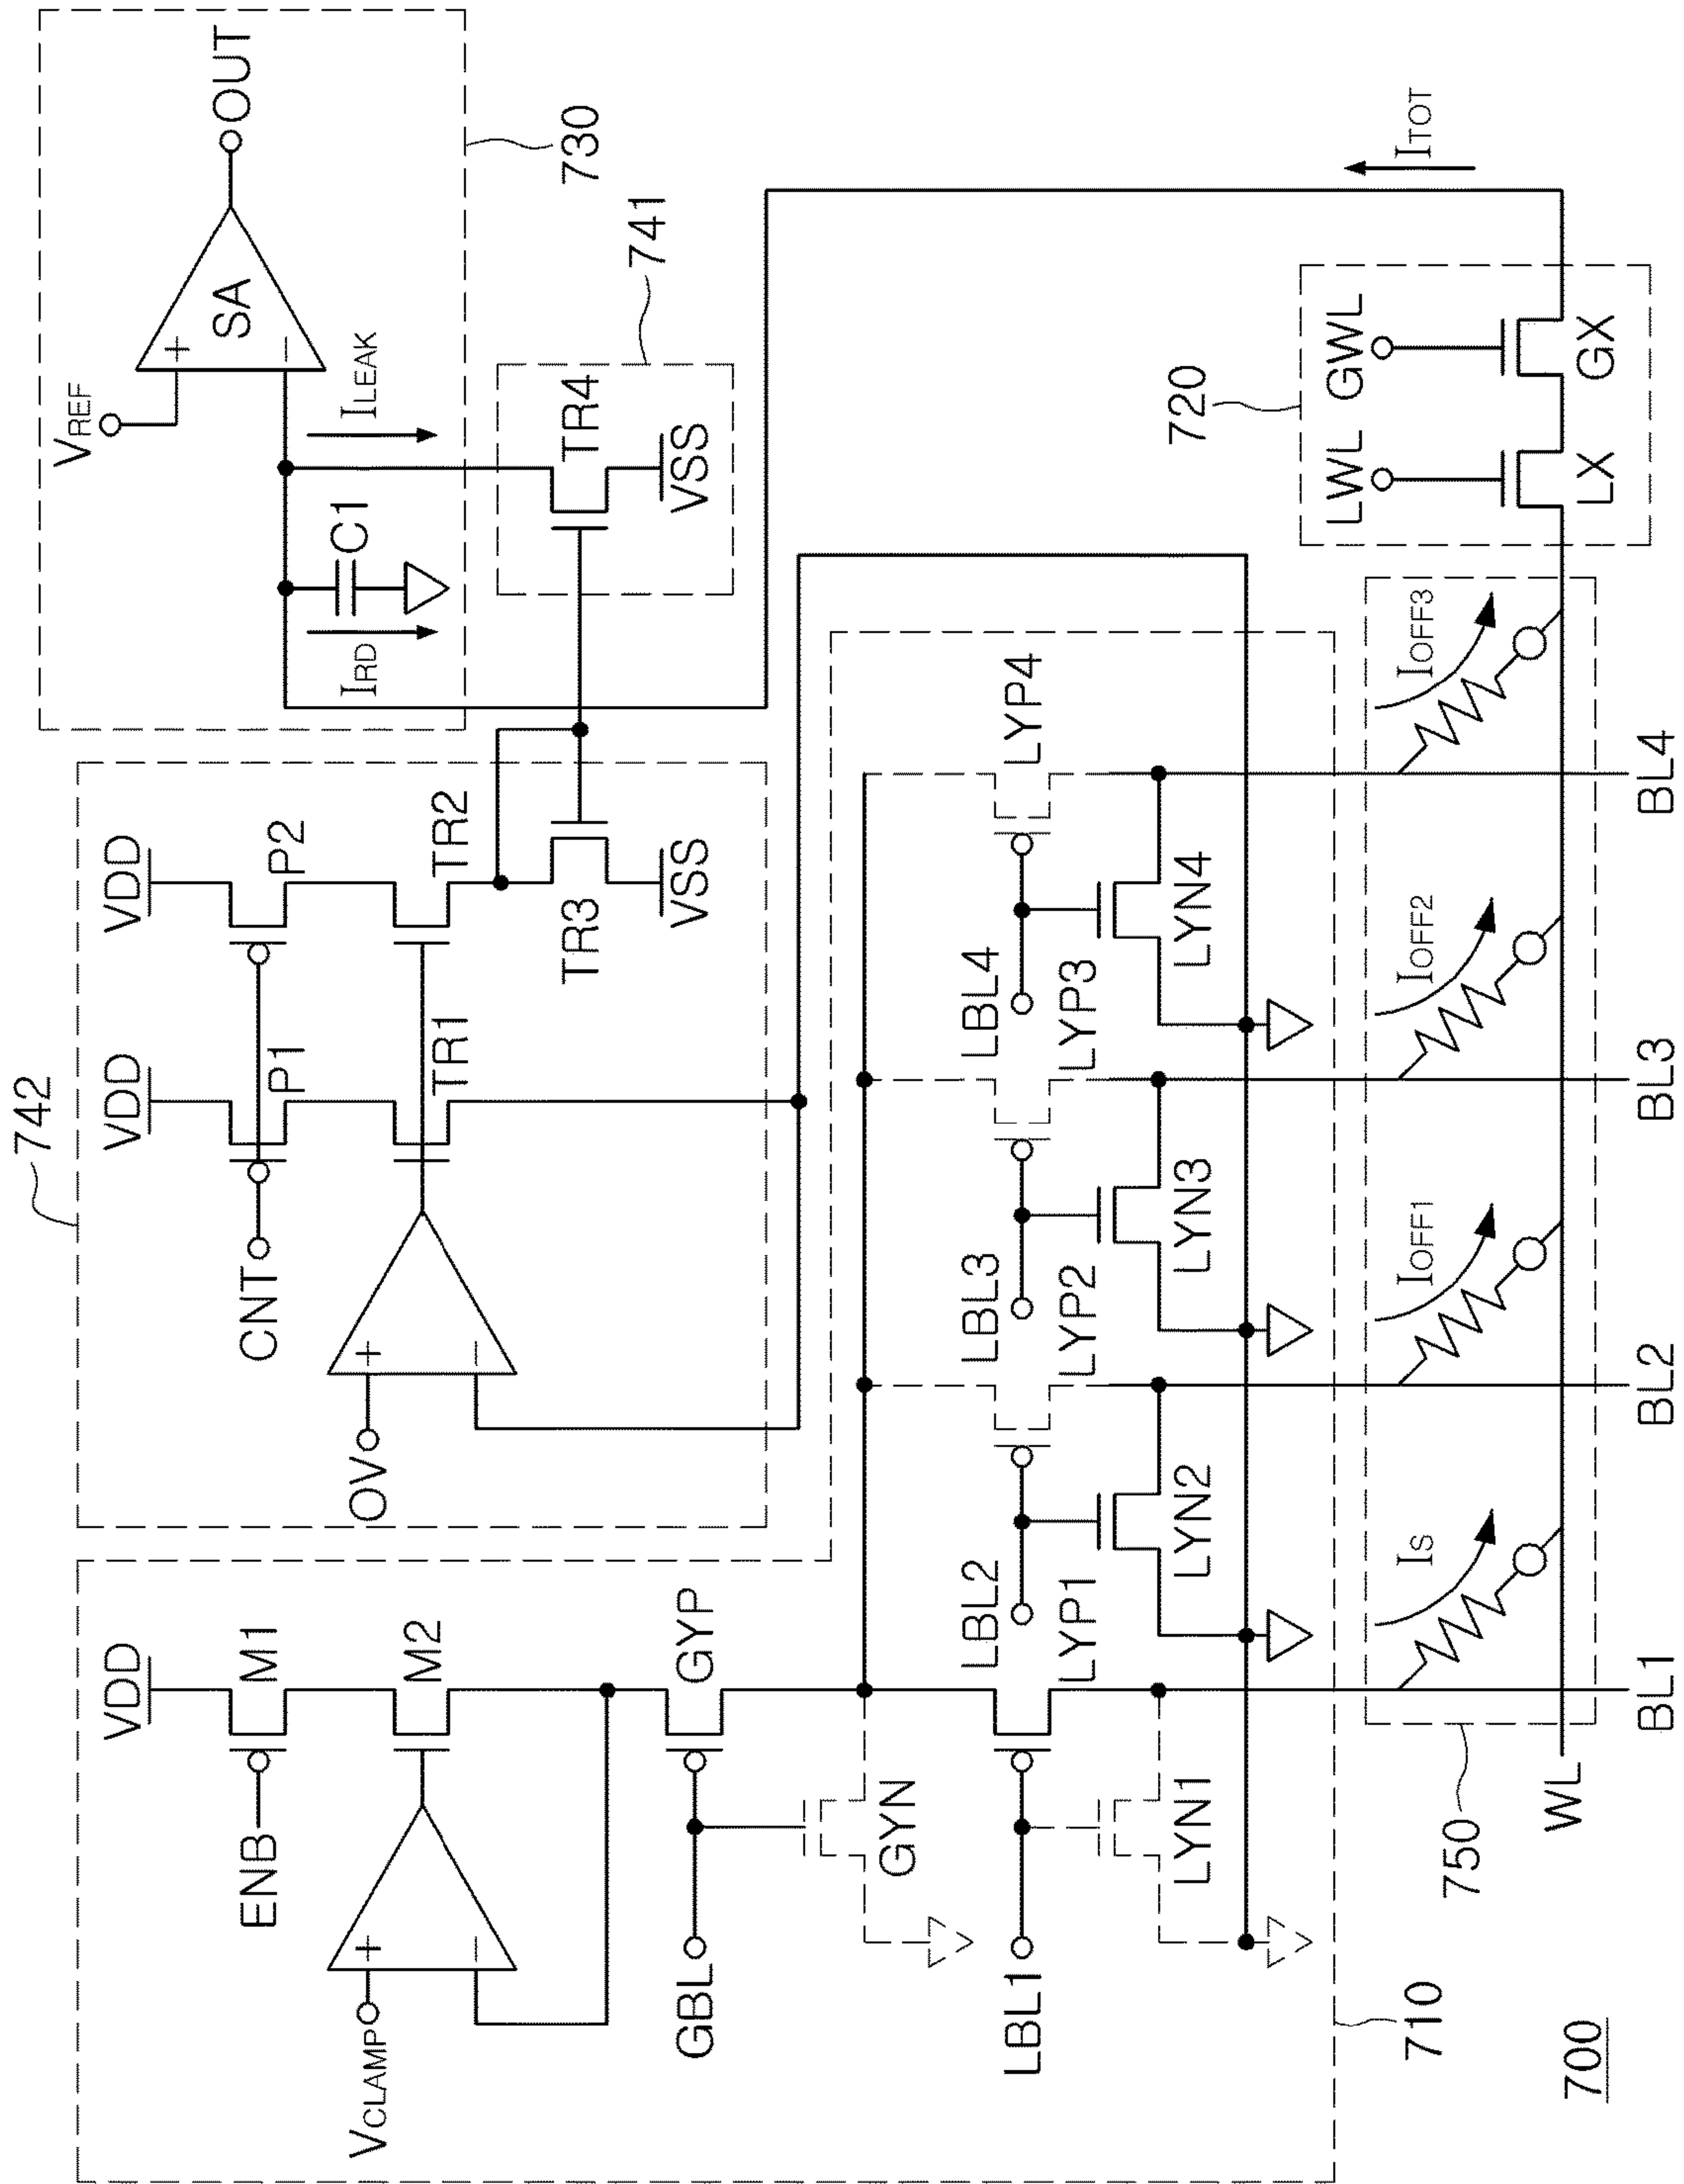 VDD
ENB
M1
VCLAMP
M2
GBL
GYP
GYN
LBL1
LYP1
LYN1
LBL2
LYP2
LYN2
LBL3
LYP3
LYN3
LBL4
LYP4
LYN4
710
742
VDD
VDD
CNT
P1
P2
OV
TR1
TR2
TR3
VSS
VREF
SA
OUT
C1
IRD
ILEAK
730
TR4
VSS
741
720
LWL
GWL
LX
GX
ITOT
IS
IOFF1
IOFF2
IOFF3
750
WL
BL1
BL2
BL3
BL4
700
+
−
+
−
+
−